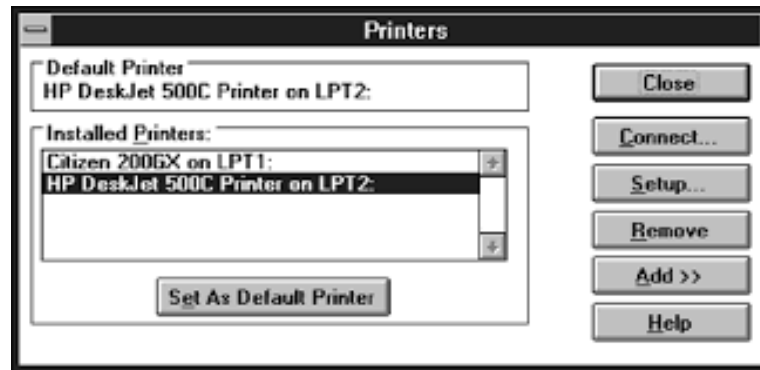 Printers
Default Printer
HP DeskJet 500C Printer on LPT2:
Close
Installed Printers:
Connect...
Citizen 200GX on LPT1:
HP DeskJet 500C Printer on LPT2:
Setup...
Remove
Add >>
Set As Default Printer
Help